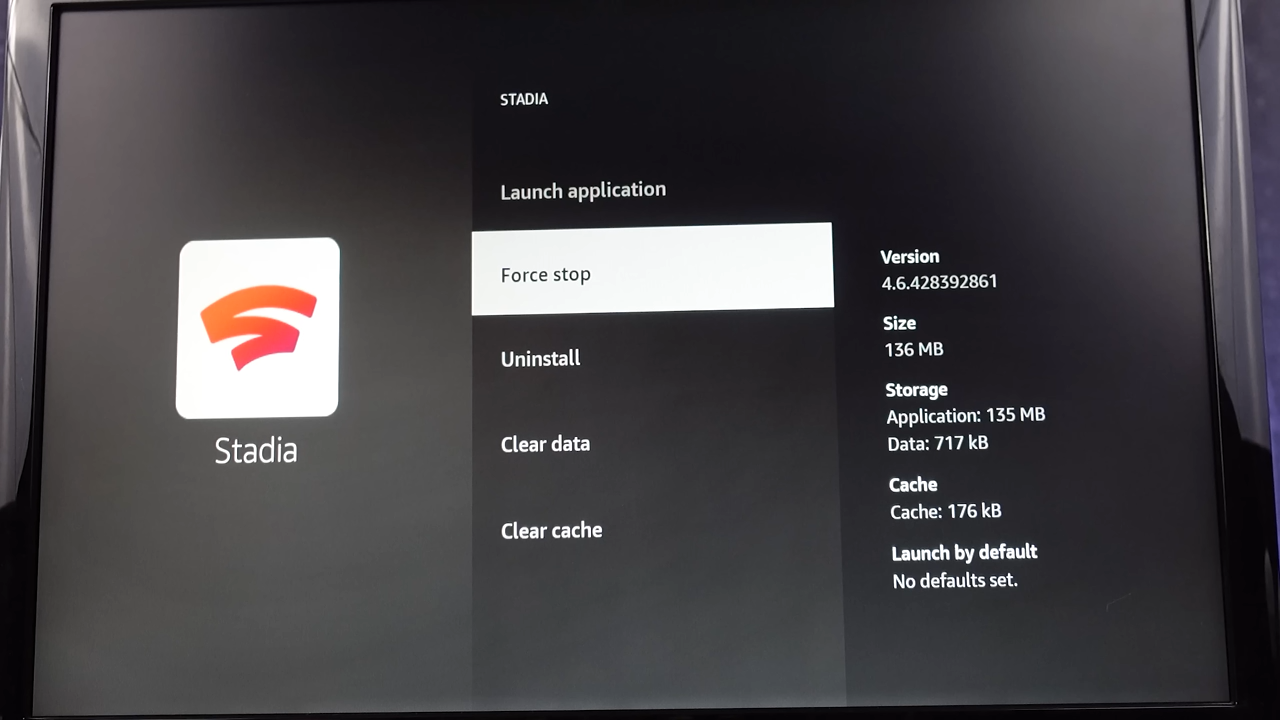 STADIA
Launch application
Force stop
Uninstall
Clear data
Clear cache
Stadia
Version
4.6.428392861
Size
136 MB
Storage
Application: 135 MB
Data: 717 kB
Cache
Cache: 176 kB
Launch by default
No defaults set.